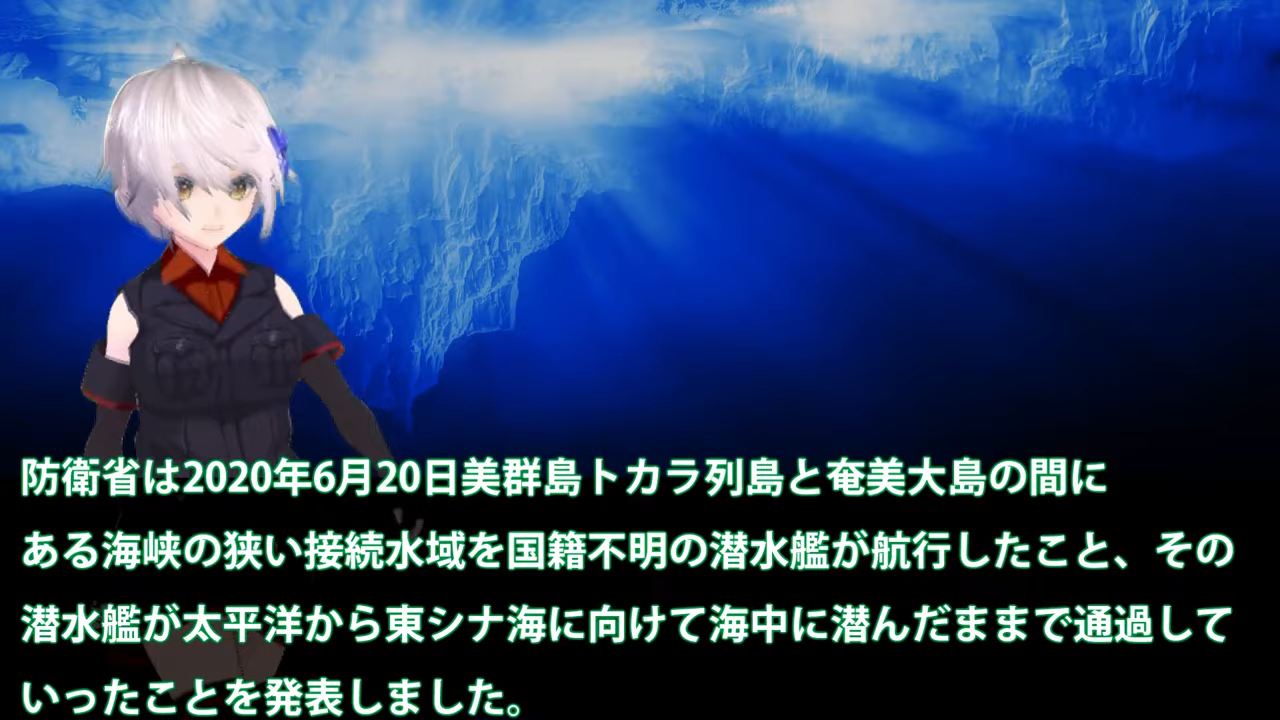 防衛省は2020年6月20日美群島トカラ列島と奄美大島の間に
ある海峡の狭い接続水域を国籍不明の潜水艦が航行したこと、その
潜水艦が太平洋から東シナ海に向けて海中に潜んだままで通過して
いったことを発表しました。